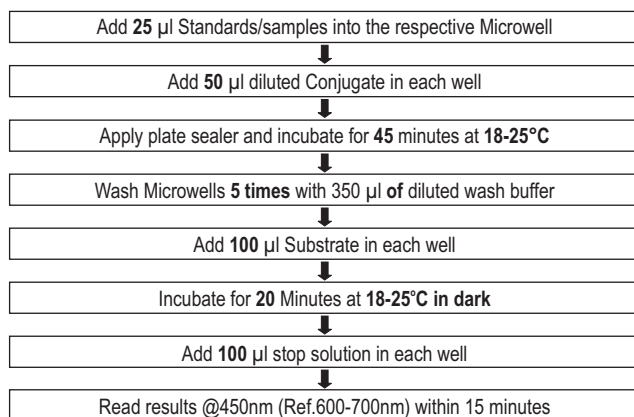 Add 25 µl Standards/samples into the respective Microwell
Add 50 µl diluted Conjugate in each well
Apply plate sealer and incubate for 45 minutes at 18-25°C
Wash Microwells 5 times with 350 µl of diluted wash buffer
Add 100 µl Substrate in each well
Incubate for 20 Minutes at 18-25°C in dark
Add 100 µl stop solution in each well
Read results @450nm (Ref.600-700nm) within 15 minutes